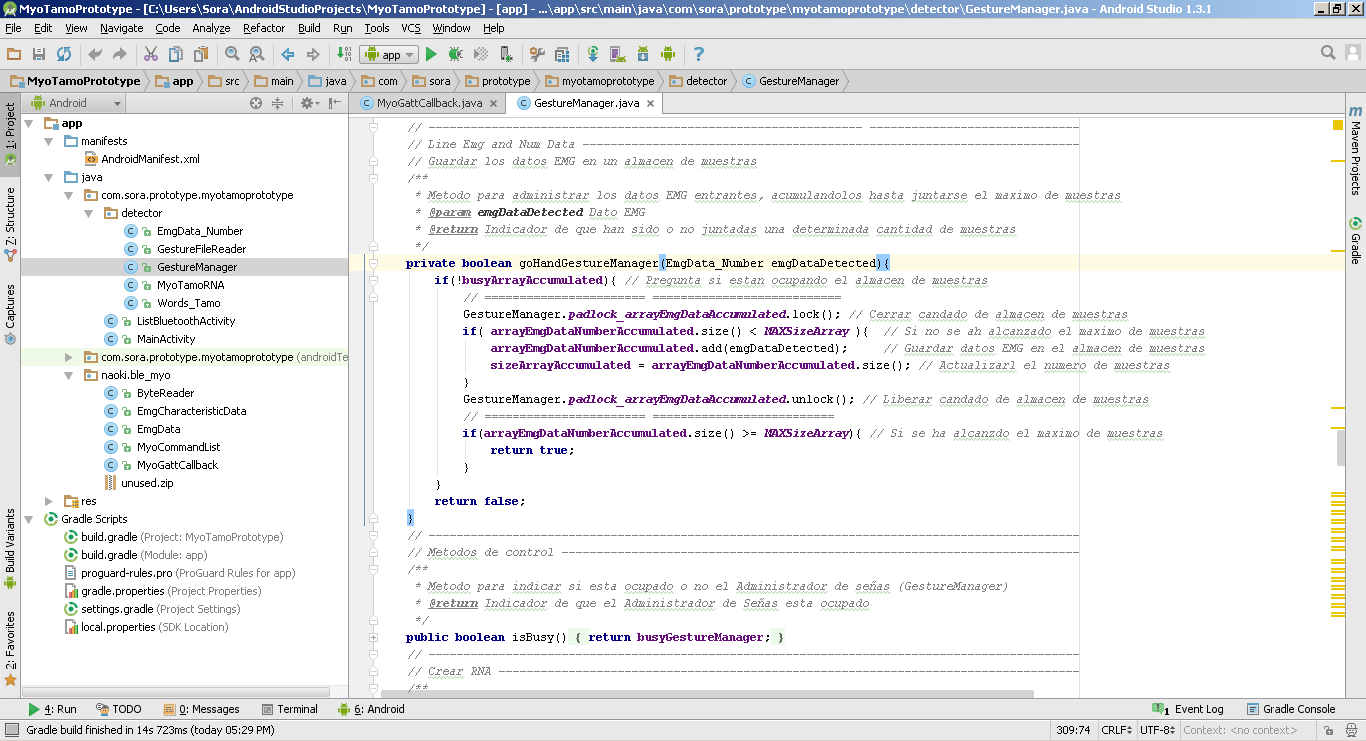 MyoTamoPrototype - [C:\Users\Sora\AndroidStudioProjects\MyoTamoPrototype] - [app] - ...\app\src\main\java\com\sora\prototype\myotamoprototype\detector\GestureManager.java - Android Studio 1.3.1
File Edit View Navigate Code Analyze Refactor Build Run Tools VCS Window Help
app
MyoTamoPrototype app src main java com sora prototype myotamoprototype detector GestureManager
Android
MyoGattCallback.java GestureManager.java
1: Project
Z: Structure
Captures
Build Variants
2: Favorites
app
manifests
AndroidManifest.xml
java
com.sora.prototype.myotamoprototype
detector
EmgData_Number
GestureFileReader
GestureManager
MyoTamoRNA
Words_Tamo
ListBluetoothActivity
MainActivity
com.sora.prototype.myotamoprototype (androidTe
naoki.ble_myo
ByteReader
EmgCharacteristicData
EmgData
MyoCommandList
MyoGattCallback
unused.zip
res
Gradle Scripts
build.gradle (Project: MyoTamoPrototype)
build.gradle (Module: app)
proguard-rules.pro (ProGuard Rules for app)
gradle.properties (Project Properties)
settings.gradle (Project Settings)
local.properties (SDK Location)
// -------------------------------------------------------------- ------------------------------
// Line Emg and Num Data -----------------------------------------------------------------------
// Guardar los datos EMG en un almacen de muestras
/**
* Metodo para administrar los datos EMG entrantes, acumulandolos hasta juntarse el maximo de muestras
* @param emgDataDetected Dato EMG
* @return Indicador de que han sido o no juntadas una determinada cantidad de muestras
*/
private boolean goHandGestureManager(EmgData_Number emgDataDetected){
if(!busyArrayAccumulated){ // Pregunta si estan ocupando el almacen de muestras
// ======================= ===========================
GestureManager.padlock_arrayEmgDataAccumulated.lock(); // Cerrar candado de almacen de muestras
if( arrayEmgDataNumberAccumulated.size() < MAXSizeArray ){ // Si no se ah alcanzado el maximo de muestras
arrayEmgDataNumberAccumulated.add(emgDataDetected); // Guardar datos EMG en el almacen de muestras
sizeArrayAccumulated = arrayEmgDataNumberAccumulated.size(); // Actualizarl el numero de muestras
}
GestureManager.padlock_arrayEmgDataAccumulated.unlock(); // Liberar candado de almacen de muestras
// ======================= ==========================
if(arrayEmgDataNumberAccumulated.size() >= MAXSizeArray){ // Si se ha alcanzdo el maximo de muestras
return true;
}
}
return false;
}
// ---------------------------------------------------------------------------------------------
// Metodos de control --------------------------------------------------------------------------
/**
* Metodo para indicar si esta ocupado o no el Administrador de señas (GestureManager)
* @return Indicador de que el Administrador de Señas esta ocupado
*/
public boolean isBusy() { return busyGestureManager; }
// ---------------------------------------------------------------------------------------------
// Crear RNA -----------------------------------------------------------------------------------
/**
Maven Projects
Gradle
4: Run TODO 0: Messages Terminal 6: Android 1 Event Log Gradle Console
Gradle build finished in 14s 723ms (today 05:29 PM) 309:74 CRLF UTF-8 Context: <no context>